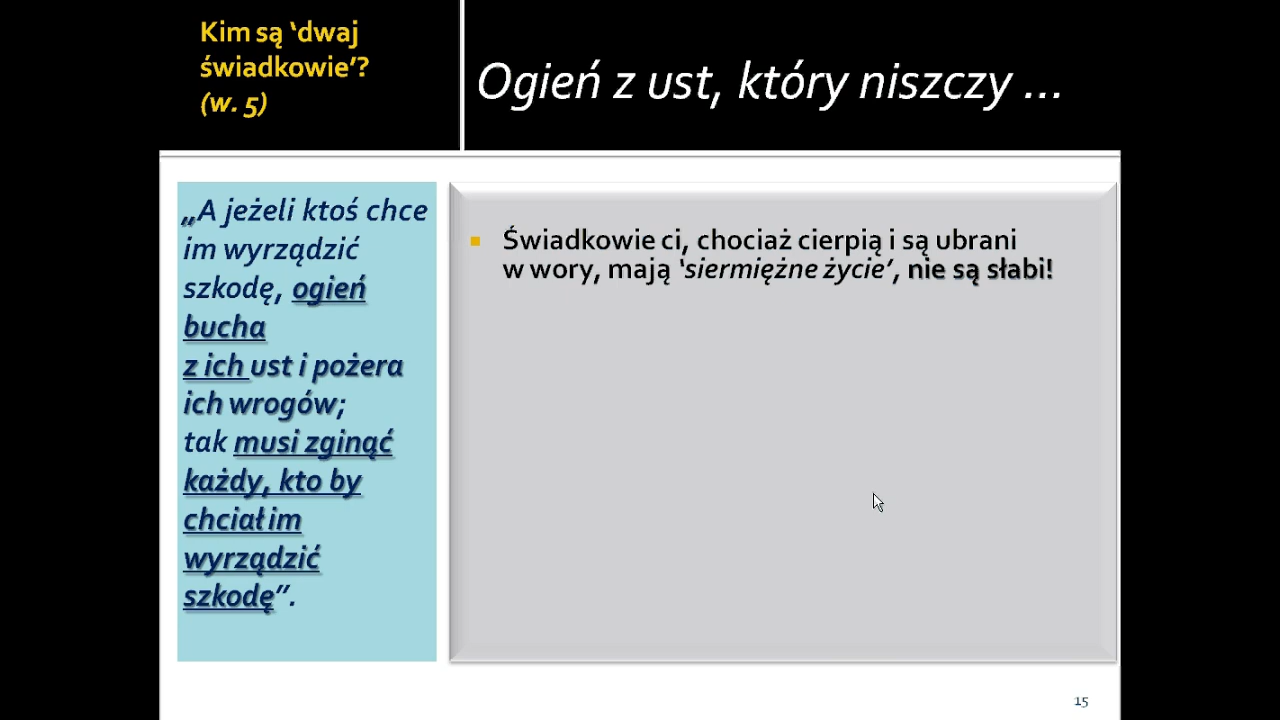 Kim są ‘dwaj
świadkowie’?
(w. 5)
Ogień z ust, który niszczy ...
„A jeżeli ktoś chce
im wyrządzić
szkodę, ogień
bucha
z ich ust i pożera
ich wrogów;
tak musi zginąć
każdy, kto by
chciał im
wyrządzić
szkodę”.
Świadkowie ci, chociaż cierpią i są ubrani
w wory, mają ‘siermiężne życie’, nie są słabi!
15